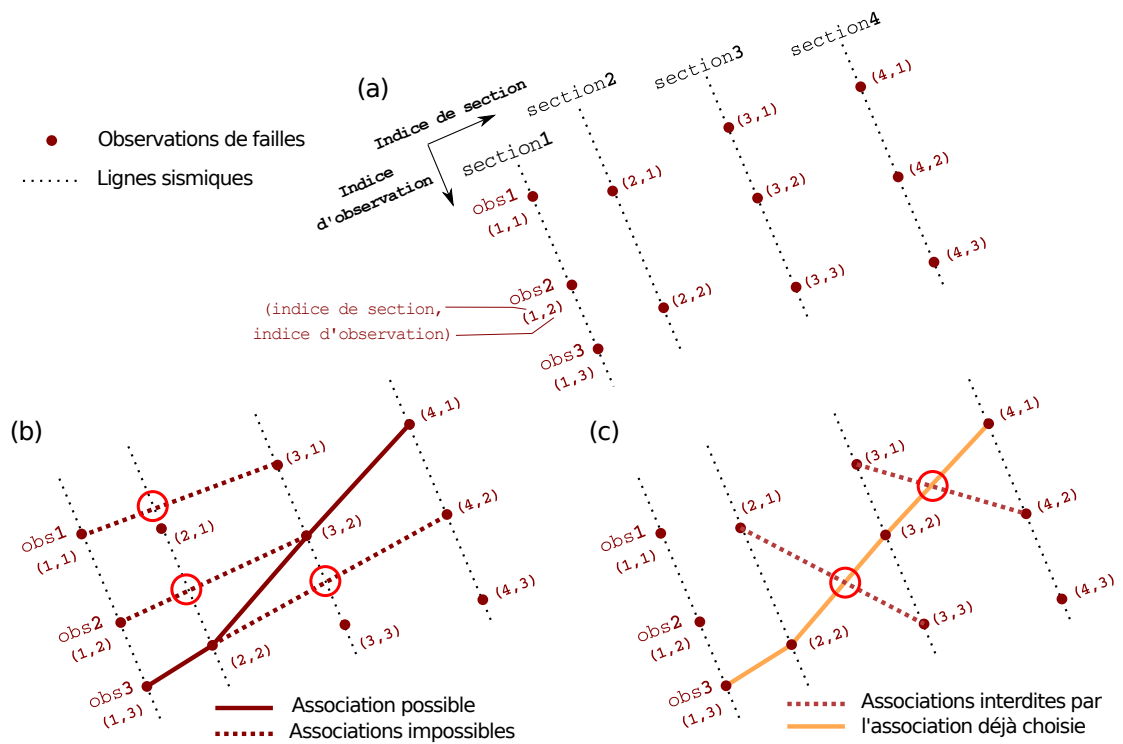 (a)
Observations de failles
Lignes sismiques
Indice de section
Indice
d'observation
section1
section2
section3
section4
obs1
(1,1)
obs2
(1,2)
obs3
(1,3)
(2,1)
(2,2)
(3,1)
(3,2)
(3,3)
(4,1)
(4,2)
(4,3)
(indice de section,
indice d'observation)
(b)
obs1
(1,1)
obs2
(1,2)
obs3
(1,3)
(2,1)
(2,2)
(3,1)
(3,2)
(3,3)
(4,1)
(4,2)
(4,3)
Association possible
Associations impossibles
(c)
obs1
(1,1)
obs2
(1,2)
obs3
(1,3)
(2,1)
(2,2)
(3,1)
(3,2)
(3,3)
(4,1)
(4,2)
(4,3)
Associations interdites par
l'association déjà choisie